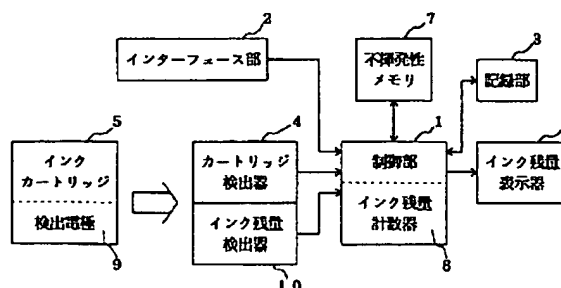 2
7
3
インターフェース部
不揮発性
メモリ
記録部
5
4
1
インク
カートリッジ
カートリッジ
検出器
制御部
インク残量
表示器
検出電極
インク残量
検出器
インク残量
計数器
9
8
10